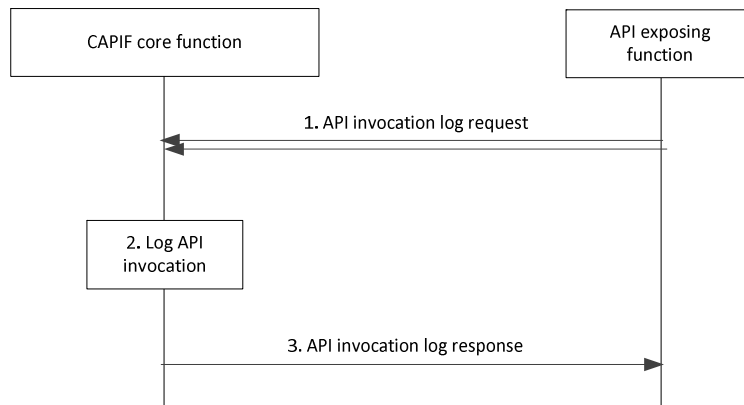 CAPIF core function
API exposing
function
1. API invocation log request
2. Log API
invocation
3. API invocation log response